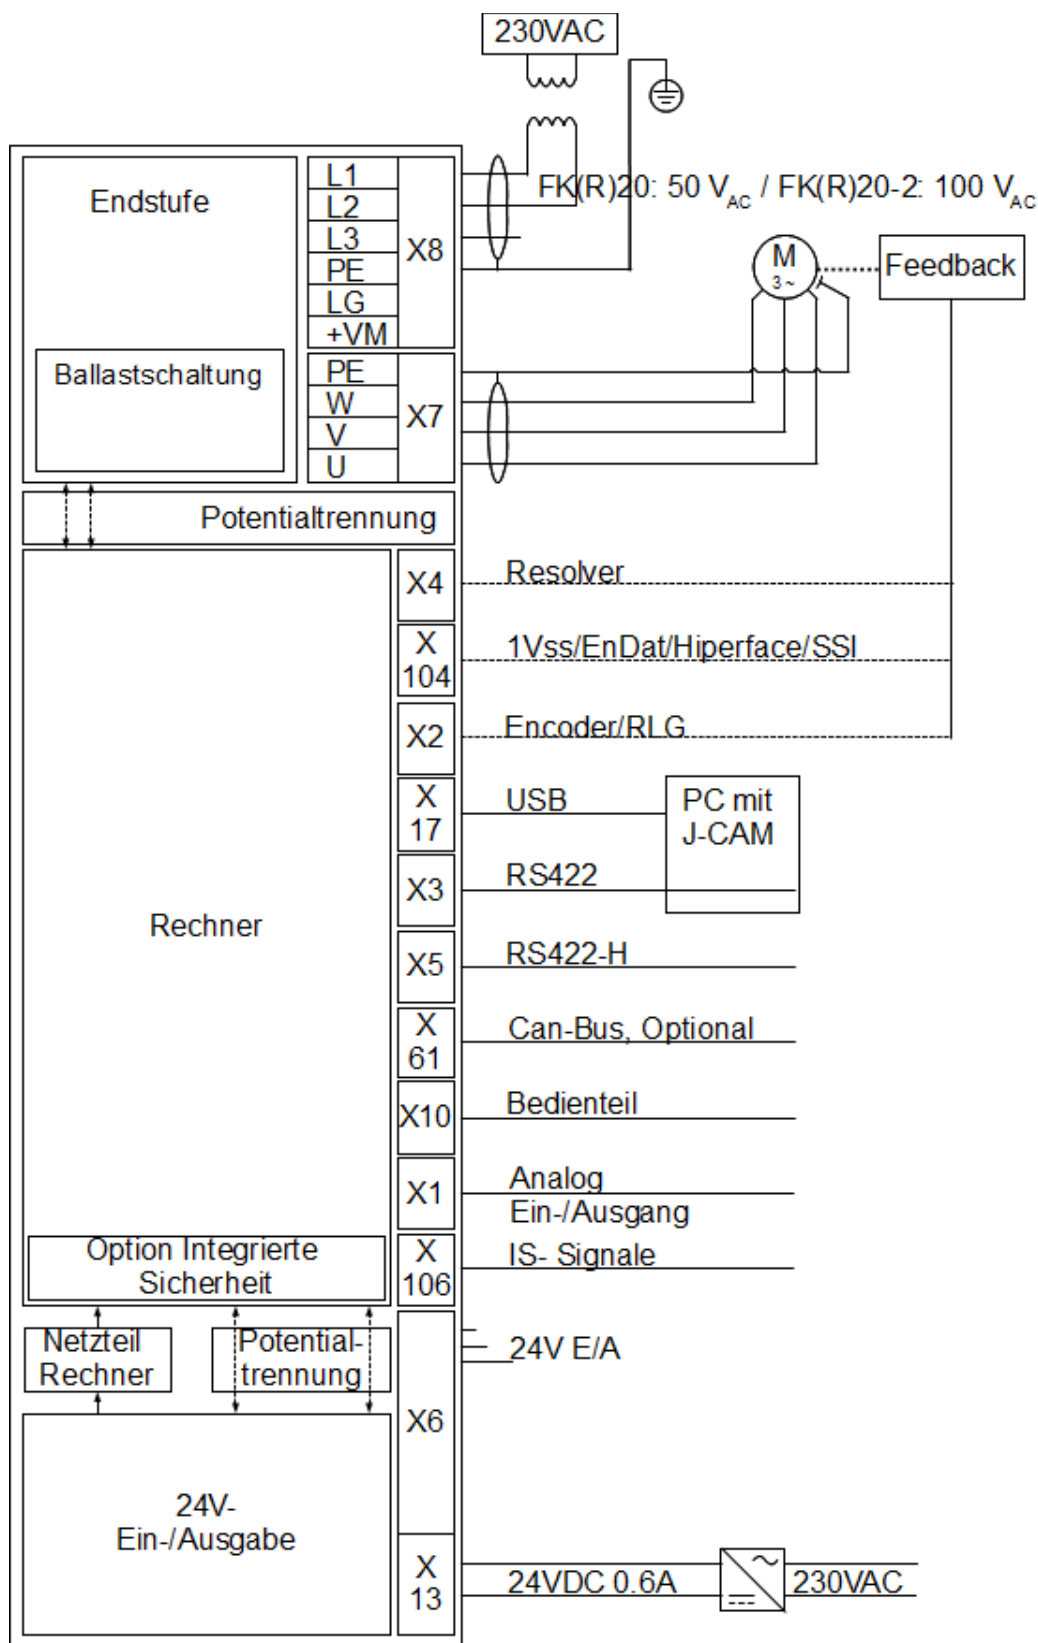 230VAC
Endstufe
L1
L2
L3
PE
LG
+VM
X8
FK(R)20: 50 VAC / FK(R)20-2: 100 VAC
M
3 ~
Feedback
Ballastschaltung
PE
W
V
U
X7
Potentialtrennung
Rechner
X4
Resolver
X
104
1Vss/EnDat/Hiperface/SSI
X2
Encoder/RLG
X
17
USB
PC mit
J-CAM
X3
RS422
X5
RS422-H
X
61
Can-Bus, Optional
X10
Bedienteil
X1
Analog
Ein-/Ausgang
Option Integrierte
Sicherheit
X
106
IS- Signale
Netzteil
Rechner
Potential-
trennung
24V E/A
X6
24V-
Ein-/Ausgabe
X
13
24VDC 0.6A
230VAC